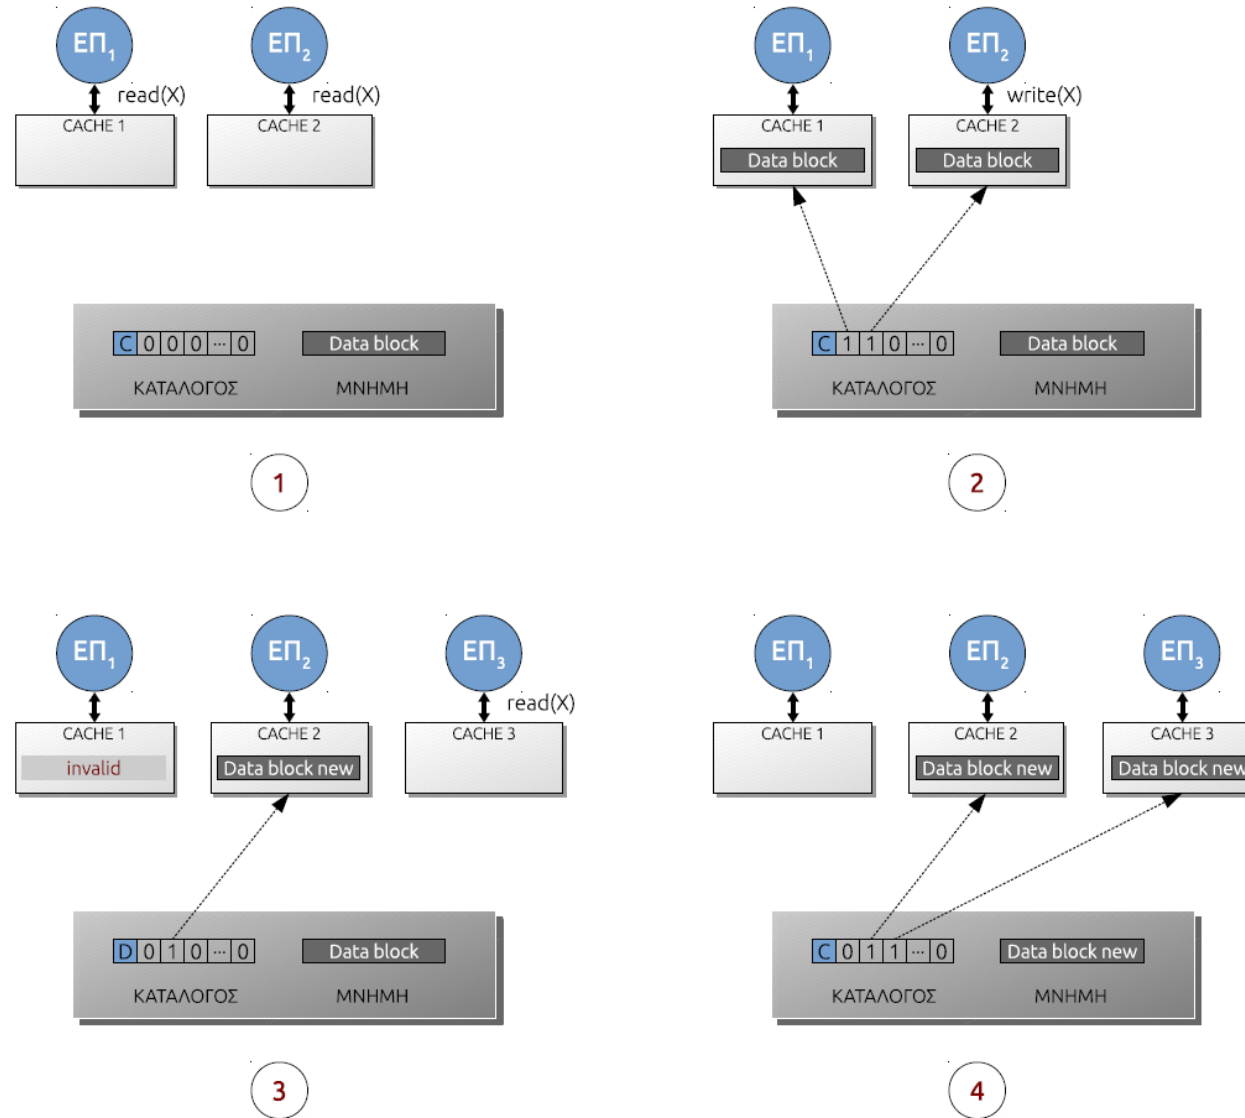 ΕΠ1 ΕΠ2
read(X) read(X)
CACHE 1 CACHE 2
C 0 0 0 ... 0 Data block
ΚΑΤΑΛΟΓΟΣ ΜΝΗΜΗ
1
ΕΠ1 ΕΠ2
write(X)
CACHE 1 CACHE 2
Data block Data block
C 1 1 0 ... 0 Data block
ΚΑΤΑΛΟΓΟΣ ΜΝΗΜΗ
2
ΕΠ1 ΕΠ2 ΕΠ3
read(X)
CACHE 1 CACHE 2 CACHE 3
invalid Data block new
D 0 1 0 ... 0 Data block
ΚΑΤΑΛΟΓΟΣ ΜΝΗΜΗ
3
ΕΠ1 ΕΠ2 ΕΠ3
CACHE 1 CACHE 2 CACHE 3
Data block new Data block new
C 0 1 1 ... 0 Data block new
ΚΑΤΑΛΟΓΟΣ ΜΝΗΜΗ
4